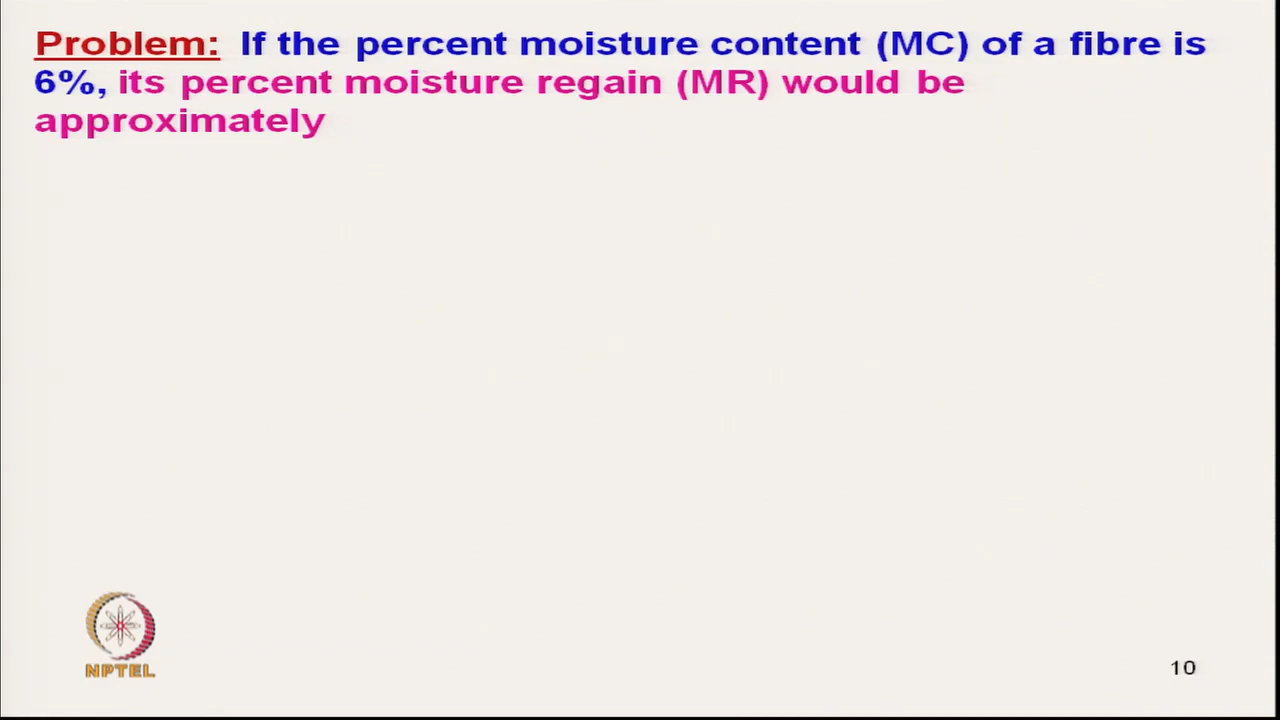 Problem: If the percent moisture content (MC) of a fibre is
6%, its percent moisture regain (MR) would be
approximately
NPTEL
10